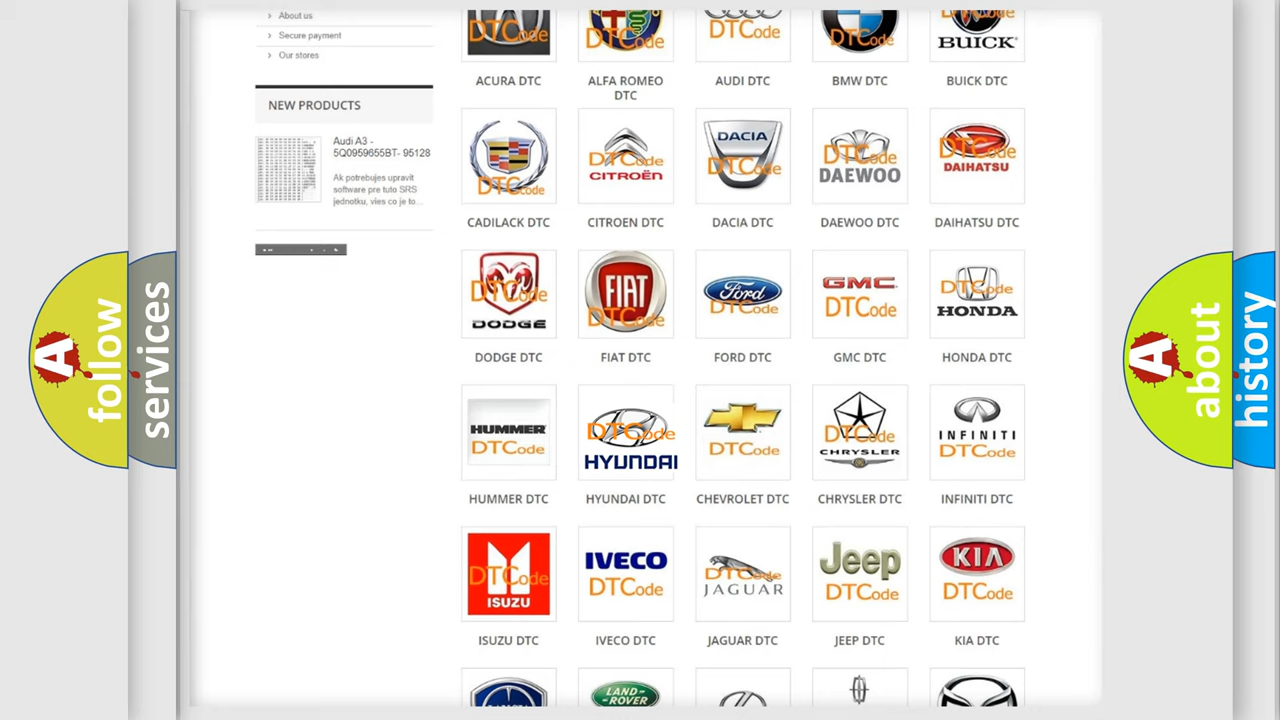 About us
Secure payment
Our stores
NEW PRODUCTS
Audi A3 -
5Q0959655BT- 95128
Ak potrebujes upravit
software pre tuto SRS
jednotku, vies co je to...
DTCode
DTCode
DTCode
DTCode
BUICK
ACURA DTC
ALFA ROMEO
DTC
AUDI DTC
BMW DTC
BUICK DTC
DTCode
DTCode
CITROËN
DACIA
DTCode
DTCode
DAEWOO
DTCode
DAIHATSU
CADILACK DTC
CITROEN DTC
DACIA DTC
DAEWOO DTC
DAIHATSU DTC
DTCode
DODGE
FIAT
DTCode
Ford
DTCode
GMC
DTCode
DTCode
HONDA
DODGE DTC
FIAT DTC
FORD DTC
GMC DTC
HONDA DTC
HUMMER
DTCode
DTCode
HYUNDAI
DTCode
DTCode
CHRYSLER
INFINITI
DTCode
HUMMER DTC
HYUNDAI DTC
CHEVROLET DTC
CHRYSLER DTC
INFINITI DTC
DTCode
ISUZU
IVECO
DTCode
DTCode
JAGUAR
Jeep
DTCode
KIA
DTCode
ISUZU DTC
IVECO DTC
JAGUAR DTC
JEEP DTC
KIA DTC
LAND-
ROVER
A
follow
services
A
about
history